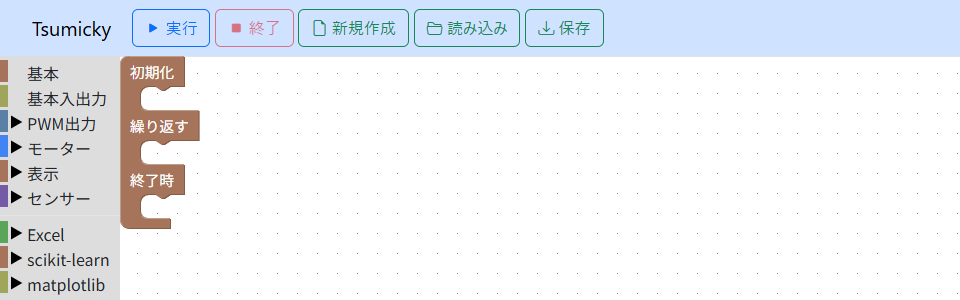 Tsumicky 実行 終了 新規作成 読み込み 保存
基本
基本入出力
PWM出力
モーター
表示
センサー
Excel
scikit-learn
matplotlib
初期化
繰り返す
終了時